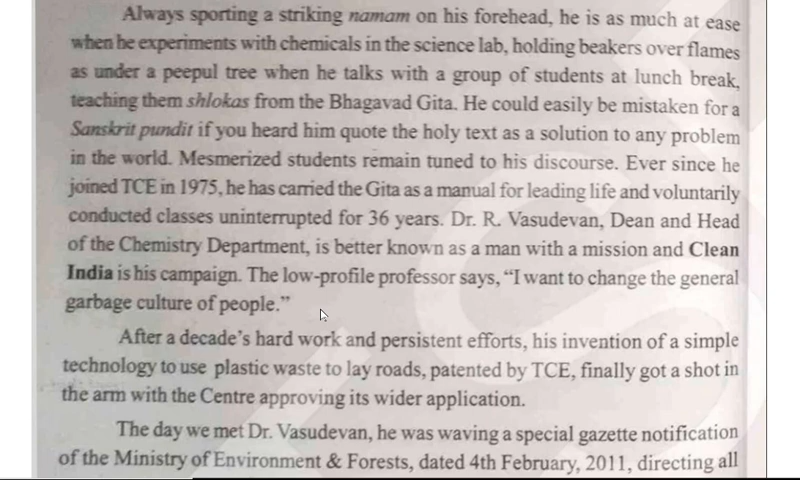 Always sporting a striking namam on his forehead, he is as much at ease
when he experiments with chemicals in the science lab, holding beakers over flames
as under a peepul tree when he talks with a group of students at lunch break,
teaching them shlokas from the Bhagavad Gita. He could easily be mistaken for a
Sanskrit pundit if you heard him quote the holy text as a solution to any problem
in the world. Mesmerized students remain tuned to his discourse. Ever since he
joined TCE in 1975, he has carried the Gita as a manual for leading life and voluntarily
conducted classes uninterrupted for 36 years. Dr. R. Vasudevan, Dean and Head
of the Chemistry Department, is better known as a man with a mission and Clean
India is his campaign. The low-profile professor says, “I want to change the general
garbage culture of people.”
After a decade’s hard work and persistent efforts, his invention of a simple
technology to use plastic waste to lay roads, patented by TCE, finally got a shot in
the arm with the Centre approving its wider application.
The day we met Dr. Vasudevan, he was waving a special gazette notification
of the Ministry of Environment & Forests, dated 4th February, 2011, directing all